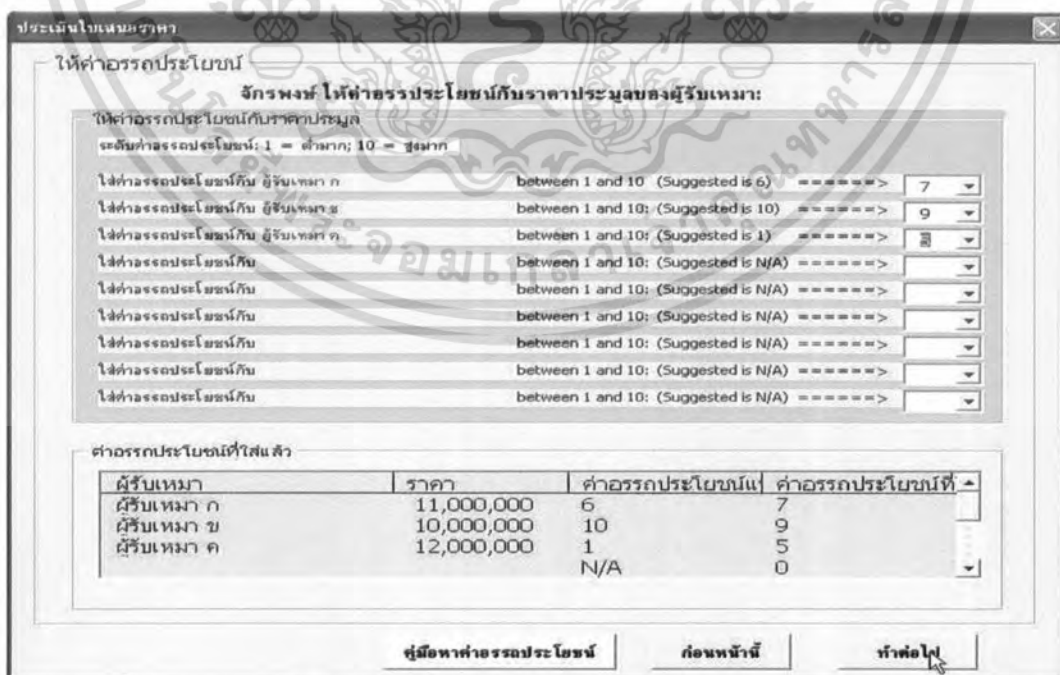 ประเมินใบเสนอราคา
ให้ค่าอรรถประโยชน์
จักรพงษ์ ให้ค่าอรรประโยชน์กับราคาประมูลของผู้รับเหมา:
ให้ค่าอรรถประโยชน์กับราคาประมูล
ระดับค่าอรรถประโยชน์: 1 = ต่ำมาก; 10 = สูงมาก
ใส่ค่าอรรถประโยชน์กับ ผู้รับเหมา ก between 1 and 10 (Suggested is 6) ======> 7
ใส่ค่าอรรถประโยชน์กับ ผู้รับเหมา ข between 1 and 10: (Suggested is 10) ======> 9
ใส่ค่าอรรถประโยชน์กับ ผู้รับเหมา ค between 1 and 10: (Suggested is 1) ======>
ใส่ค่าอรรถประโยชน์กับ between 1 and 10: (Suggested is N/A) ======>
ใส่ค่าอรรถประโยชน์กับ between 1 and 10: (Suggested is N/A) ======>
ใส่ค่าอรรถประโยชน์กับ between 1 and 10: (Suggested is N/A) ======>
ใส่ค่าอรรถประโยชน์กับ between 1 and 10: (Suggested is N/A) ======>
ใส่ค่าอรรถประโยชน์กับ between 1 and 10: (Suggested is N/A) ======>
ใส่ค่าอรรถประโยชน์กับ between 1 and 10: (Suggested is N/A) ======>
ค่าอรรถประโยชน์ที่ใส่แล้ว
ผู้รับเหมา ราคา ค่าอรรถประโยชน์แ ค่าอรรถประโยชน์ที่
ผู้รับเหมา ก 11,000,000 6 7
ผู้รับเหมา ข 10,000,000 10 9
ผู้รับเหมา ค 12,000,000 1 5
N/A 0
คู่มือหาค่าอรรถประโยชน์ ก่อนหน้านี้ ทำต่อไป